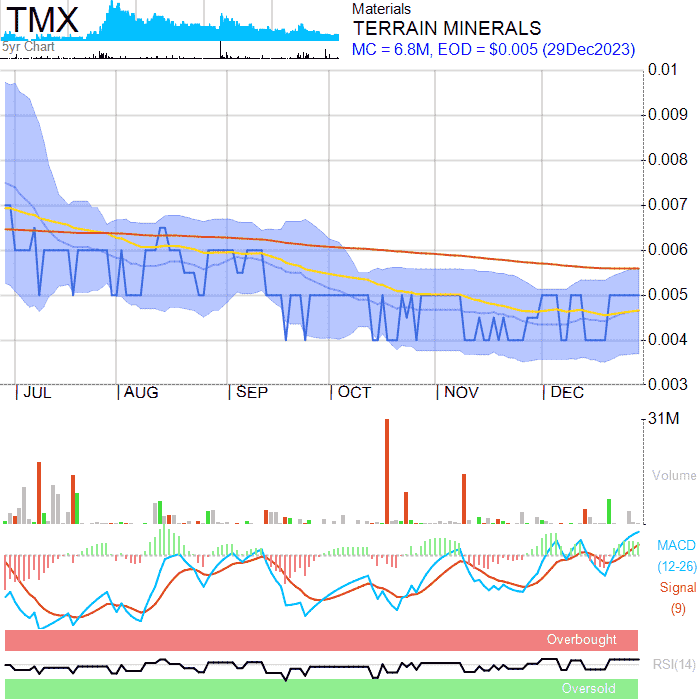 TMX
5yr Chart
Materials
TERRAIN MINERALS
MC = 6.8M, EOD = $0.005 (29Dec2023)
0.01
0.009
0.008
0.007
0.006
0.005
0.004
0.003
JUL AUG SEP OCT NOV DEC
31M
Volume
MACD
(12-26)
Signal
(9)
Overbought
RSI(14)
Oversold